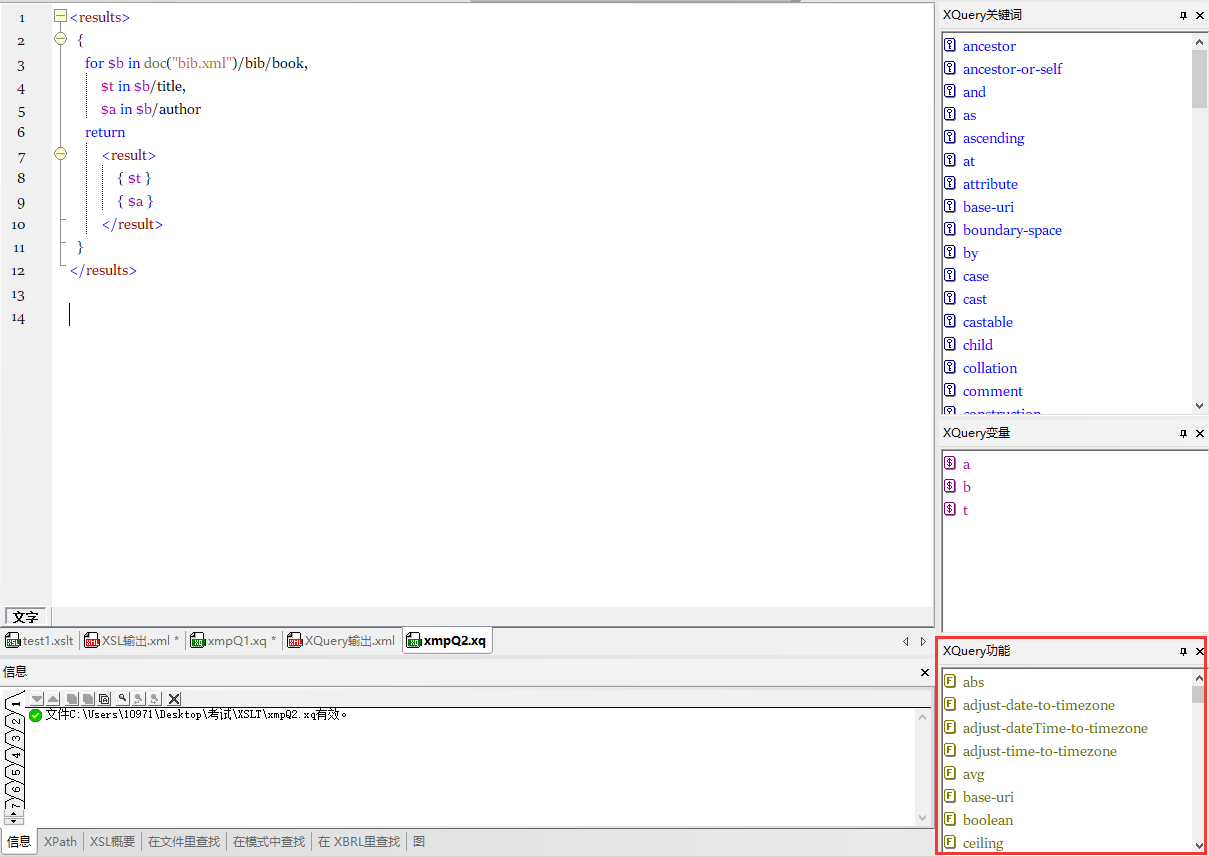 1 <results>
2 {
3 for $b in doc("bib.xml")/bib/book,
4 $t in $b/title,
5 $a in $b/author
6 return
7 <result>
8 { $t }
9 { $a }
10 </result>
11 }
12 </results>
13
14
文字
test1.xslt XSL输出.xml * xmpQ1.xq * XQuery输出.xml xmpQ2.xq
信息
1
2
3
4
5
6
7
文件C:\Users\10971\Desktop\考试\XSLT\xmpQ2.xq有效。
信息 XPath XSL概要 在文件里查找 在模式中查找 在 XBRL里查找 图
XQuery关键词
ancestor
ancestor-or-self
and
as
ascending
at
attribute
base-uri
boundary-space
by
case
cast
castable
child
collation
comment
construction
XQuery变量
a
b
t
XQuery功能
abs
adjust-date-to-timezone
adjust-dateTime-to-timezone
adjust-time-to-timezone
avg
base-uri
boolean
ceiling